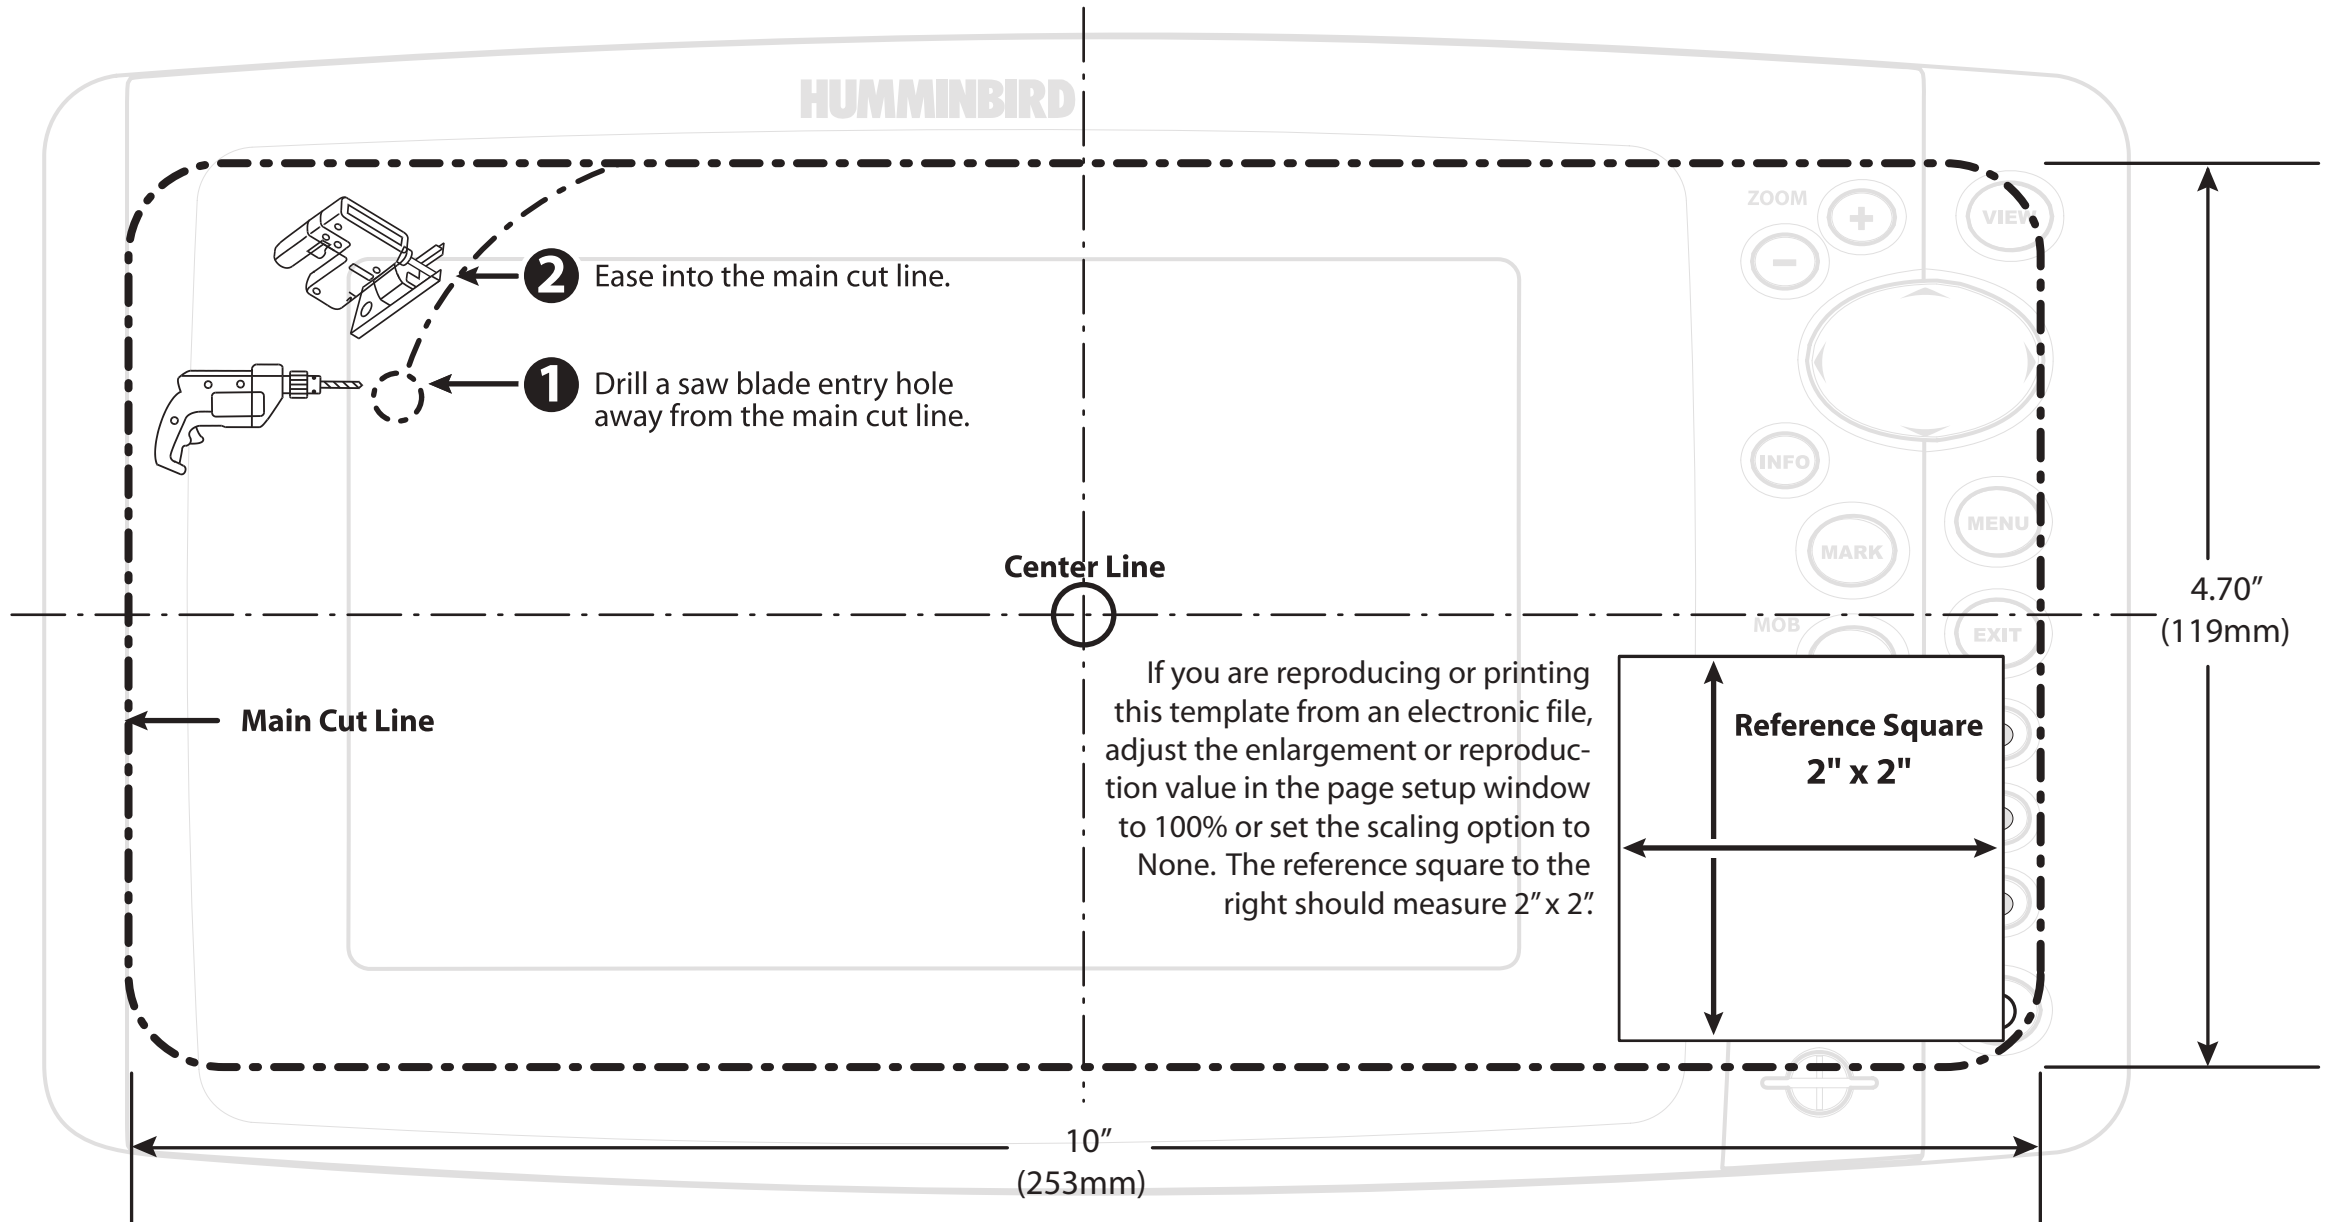 HUMMINBIRD
ZOOM
+
-
VIEW
2 Ease into the main cut line.
1 Drill a saw blade entry hole
away from the main cut line.
INFO
MENU
MARK
Center Line
4.70”
(119mm)
MOB
EXIT
If you are reproducing or printing
this template from an electronic file,
adjust the enlargement or reproduc-
tion value in the page setup window
to 100% or set the scaling option to
None. The reference square to the
right should measure 2” x 2”.
Main Cut Line
Reference Square
2" x 2"
10”
(253mm)